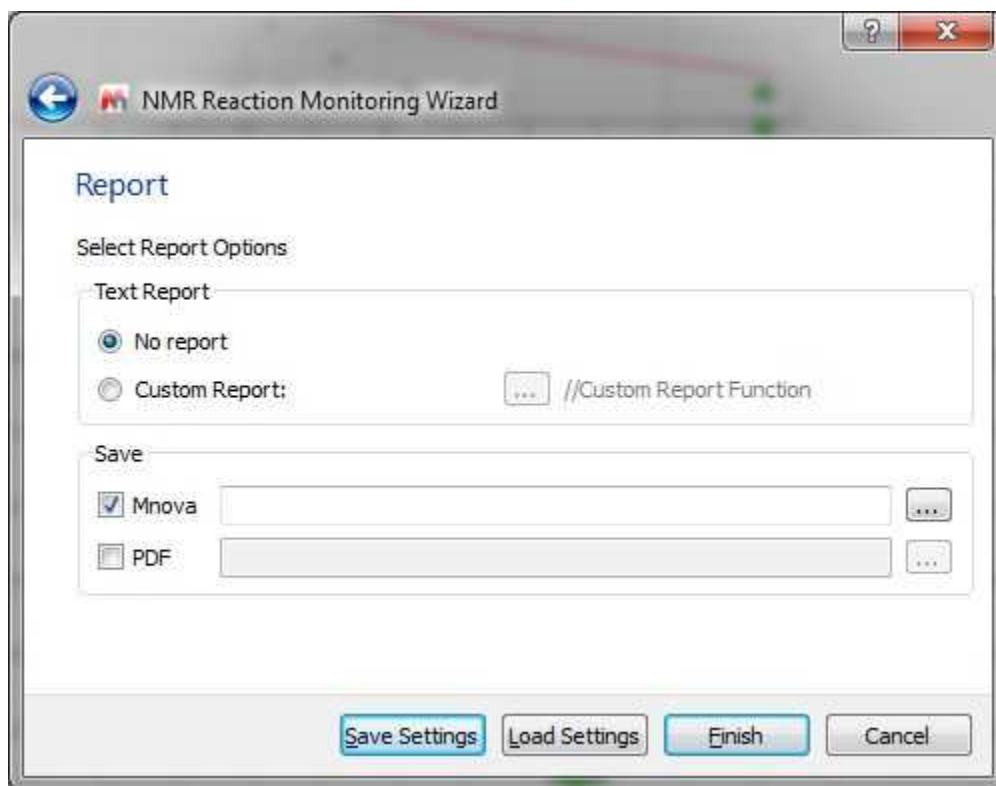 NMR Reaction Monitoring Wizard
Report
Select Report Options
Text Report
No report
Custom Report: ... //Custom Report Function
Save
Mnova ...
PDF ...
Save Settings Load Settings Finish Cancel